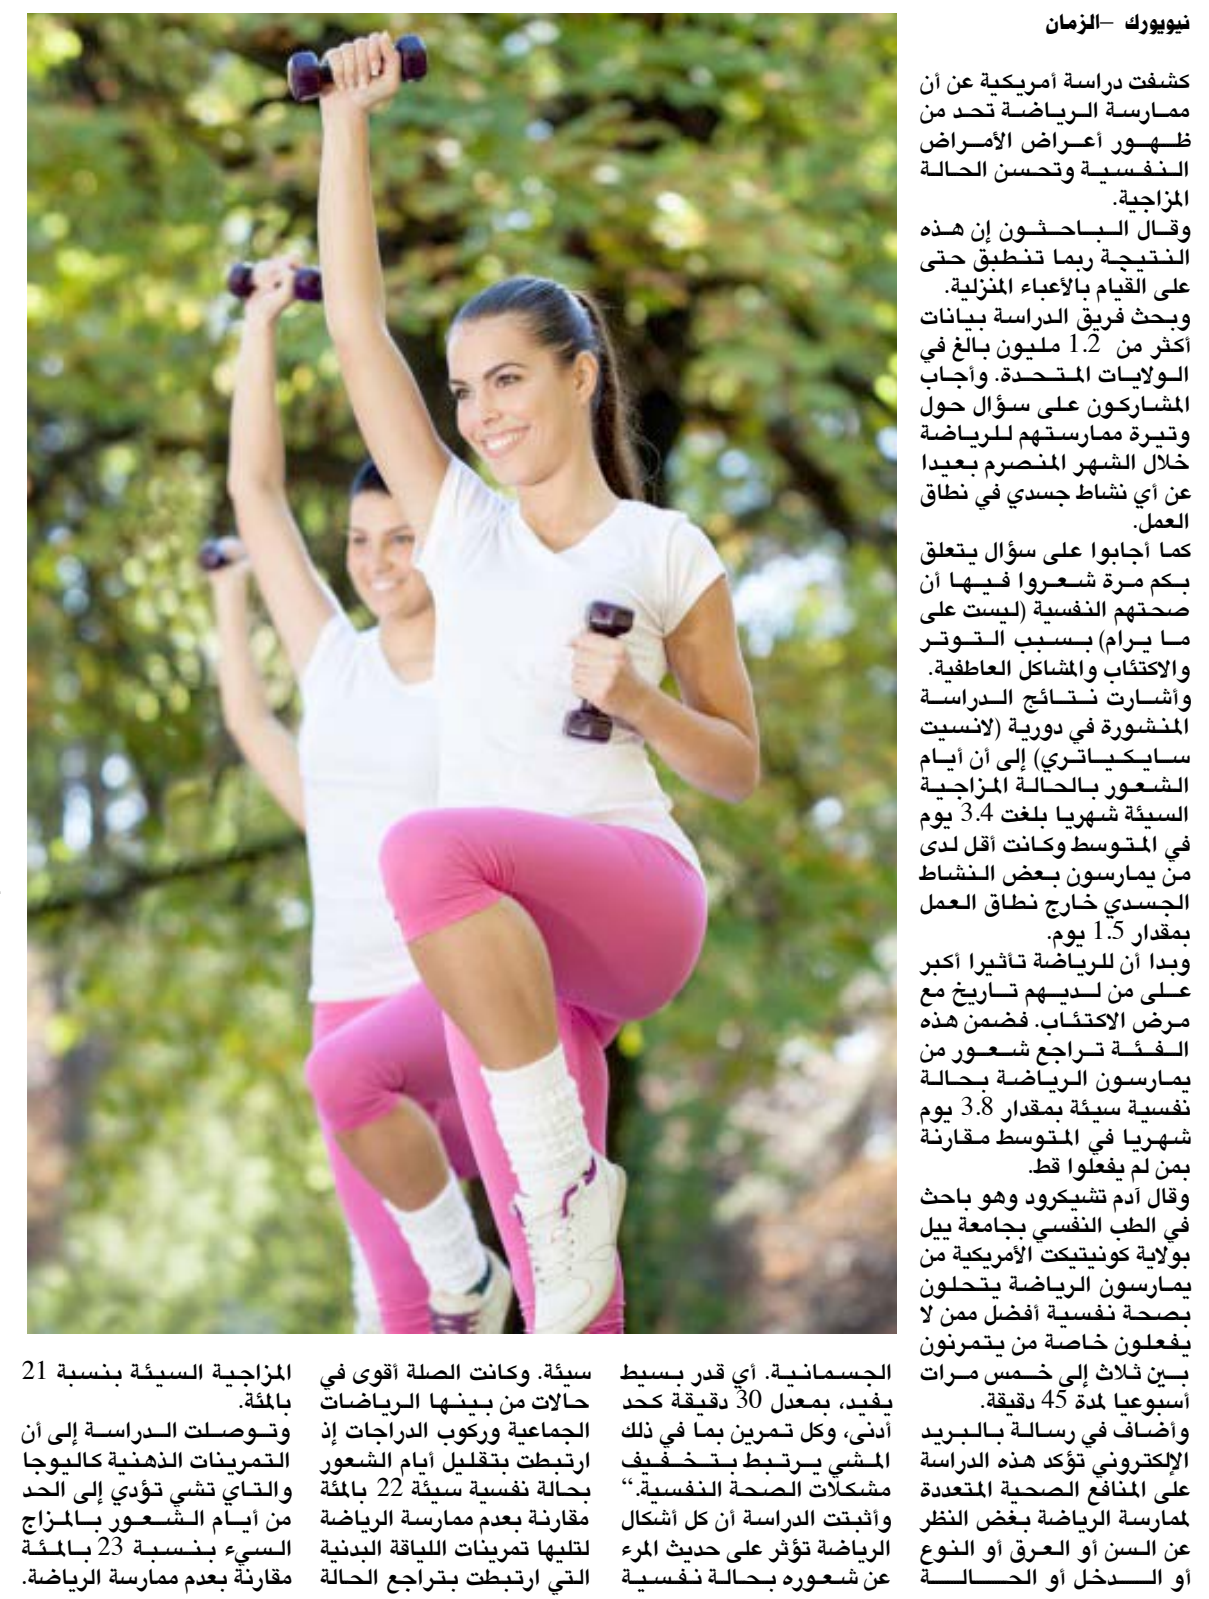 نيويورك –الزمان
كشفت دراسة أمريكية عن أن
ممارسة الرياضة تحد من
ظهور أعراض الأمراض
النفسية وتحسن الحالة
المزاجية.
وقال الباحثون إن هذه
النتيجة ربما تنطبق حتى
على القيام بالأعباء المنزلية.
وبحث فريق الدراسة بيانات
أكثر من 1.2 مليون بالغ في
الولايات المتحدة. وأجاب
المشاركون على سؤال حول
وتيرة ممارستهم للرياضة
خلال الشهر المنصرم بعيدا
عن أي نشاط جسدي في نطاق
العمل.
كما أجابوا على سؤال يتعلق
بكم مرة شعروا فيها أن
صحتهم النفسية (ليست على
ما يرام) بسبب التوتر
والاكتئاب والمشاكل العاطفية.
وأشارت نتائج الدراسة
المنشورة في دورية (لانسيت
سايكياتري) إلى أن أيام
الشعور بالحالة المزاجية
السيئة شهريا بلغت 3.4 يوم
في المتوسط وكانت أقل لدى
من يمارسون بعض النشاط
الجسدي خارج نطاق العمل
بمقدار 1.5 يوم.
وبدا أن للرياضة تأثيرا أكبر
على من لديهم تاريخ مع
مرض الاكتئاب. فضمن هذه
الفئة تراجع شعور من
يمارسون الرياضة بحالة
نفسية سيئة بمقدار 3.8 يوم
شهريا في المتوسط مقارنة
بمن لم يفعلوا قط.
وقال آدم تشيكرود وهو باحث
في الطب النفسي بجامعة ييل
بولاية كونيتيكت الأمريكية من
يمارسون الرياضة يتحلون
بصحة نفسية أفضل ممن لا
يفعلون خاصة من يتمرنون
بين ثلاث إلى خمس مرات
أسبوعيا لمدة 45 دقيقة.
وأضاف في رسالة بالبريد
الإلكتروني تؤكد هذه الدراسة
على المنافع الصحية المتعددة
لممارسة الرياضة بغض النظر
عن السن أو العرق أو النوع
أو الدخل أو الحالة
الجسمانية. أي قدر بسيط
يفيد، بمعدل 30 دقيقة كحد
أدنى، وكل تمرين بما في ذلك
المشي يرتبط بتخفيف
مشكلات الصحة النفسية.“
وأثبتت الدراسة أن كل أشكال
الرياضة تؤثر على حديث المرء
عن شعوره بحالة نفسية
سيئة. وكانت الصلة أقوى في
حالات من بينها الرياضات
الجماعية وركوب الدراجات إذ
ارتبطت بتقليل أيام الشعور
بحالة نفسية سيئة 22 بالمئة
مقارنة بعدم ممارسة الرياضة
لتليها تمرينات اللياقة البدنية
التي ارتبطت بتراجع الحالة
المزاجية السيئة بنسبة 21
بالمئة.
وتوصلت الدراسة إلى أن
التمرينات الذهنية كاليوجا
والتاي تشي تؤدي إلى الحد
من أيام الشعور بالمزاج
السيء بنسبة 23 بالمئة
مقارنة بعدم ممارسة الرياضة.